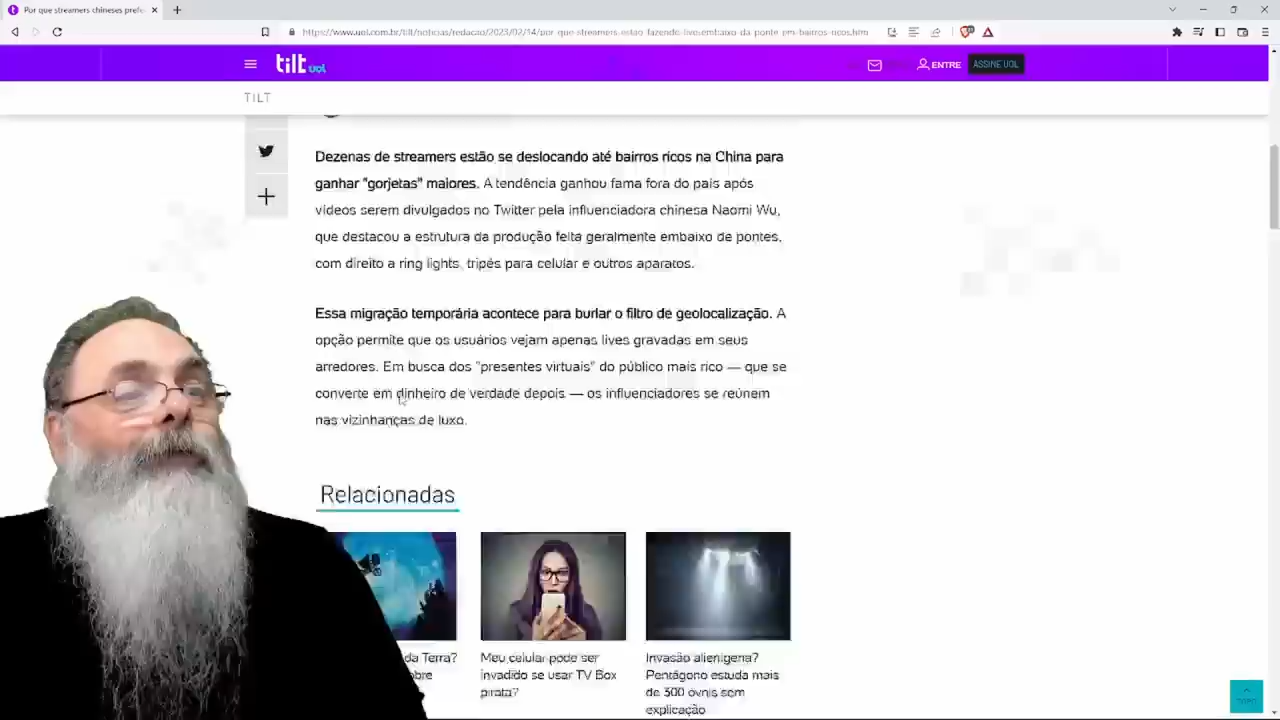 Por que streamers chineses prefe
https://www.uol.com.br/tilt/noticias/redacao/2023/02/14/por-que-streamers-estao-fazendo-live-embaixo-da-ponte-em-bairros-ricos.htm
tilt uol
ENTRE
ASSINE UOL
TILT
Dezenas de streamers estão se deslocando até bairros ricos na China para
ganhar "gorjetas" maiores. A tendência ganhou fama fora do país após
vídeos serem divulgados no Twitter pela influenciadora chinesa Naomi Wu,
que destacou a estrutura da produção feita geralmente embaixo de pontes,
com direito a ring lights, tripés para celular e outros aparatos.
Essa migração temporária acontece para burlar o filtro de geolocalização. A
opção permite que os usuários vejam apenas lives gravadas em seus
arredores. Em busca dos "presentes virtuais" do público mais rico — que se
converte em dinheiro de verdade depois — os influenciadores se reúnem
nas vizinhanças de luxo.
Relacionadas
da Terra?
obre
Meu celular pode ser
invadido se usar TV Box
pirata?
Invasão alienígena?
Pentágono estuda mais
de 300 óvnis sem
explicação
TOPO